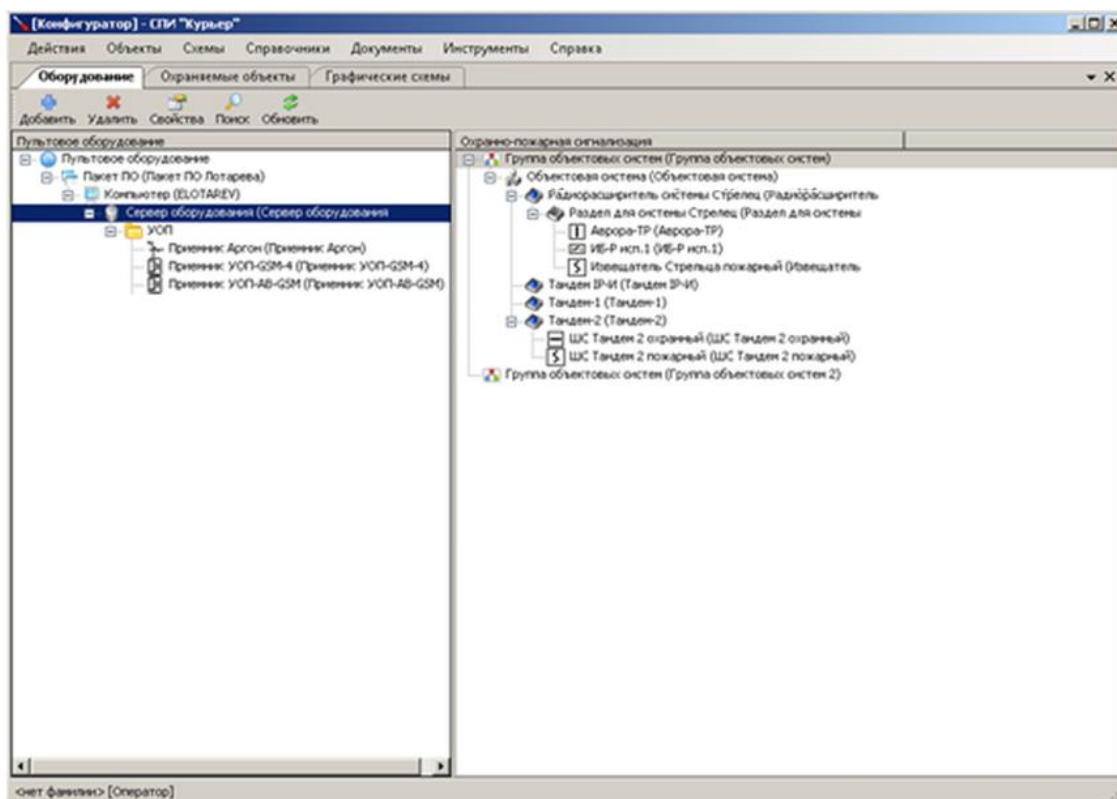 [Конфигуратор] - СПИ "Курьер"
Действия Объекты Схемы Справочники Документы Инструменты Справка
Оборудование Охраняемые объекты Графические схемы
Добавить Удалить Свойства Поиск Обновить
Пультовое оборудование
Пультовое оборудование
Пакет ПО (Пакет ПО Лотарева)
Компьютер (ELOTAREV)
Сервер оборудования (Сервер оборудования
УОП
Приемник Аргон (Приемник Аргон)
Приемник УОП-GSM-4 (Приемник УОП-GSM-4)
Приемник УОП-АВ-GSM (Приемник УОП-АВ-GSM)
Охранно-пожарная сигнализация
Группа объектовых систем (Группа объектовых систем)
Объектовая система (Объектовая система)
Радиорасширитель системы Стрелец (Радиорасширитель
Раздел для системы Стрелец (Раздел для системы
Аврора-ТР (Аврора-ТР)
ИБ-Р исп.1 (ИБ-Р исп.1)
Извещатель Стрельца пожарный (Извещатель
Тандем IP-И (Тандем IP-И)
Тандем-1 (Тандем-1)
Тандем-2 (Тандем-2)
ШС Тандем 2 охранный (ШС Тандем 2 охранный)
ШС Тандем 2 пожарный (ШС Тандем 2 пожарный)
Группа объектовых систем (Группа объектовых систем 2)
<нет фамилии> [Оператор]